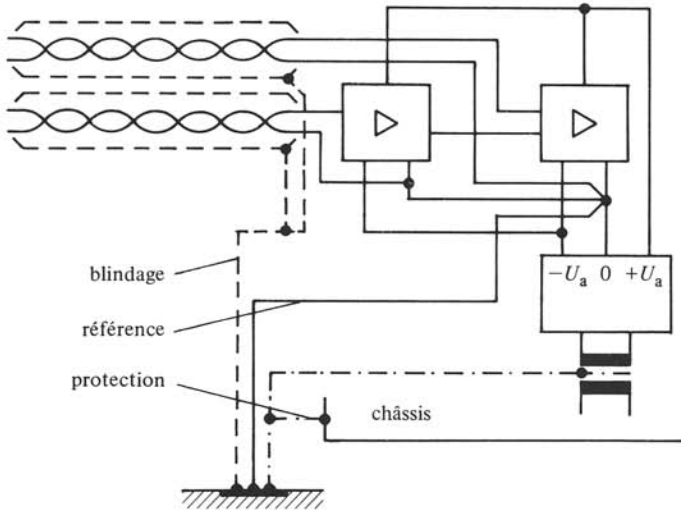 −Uₐ 0 +Uₐ
blindage
référence
protection
châssis